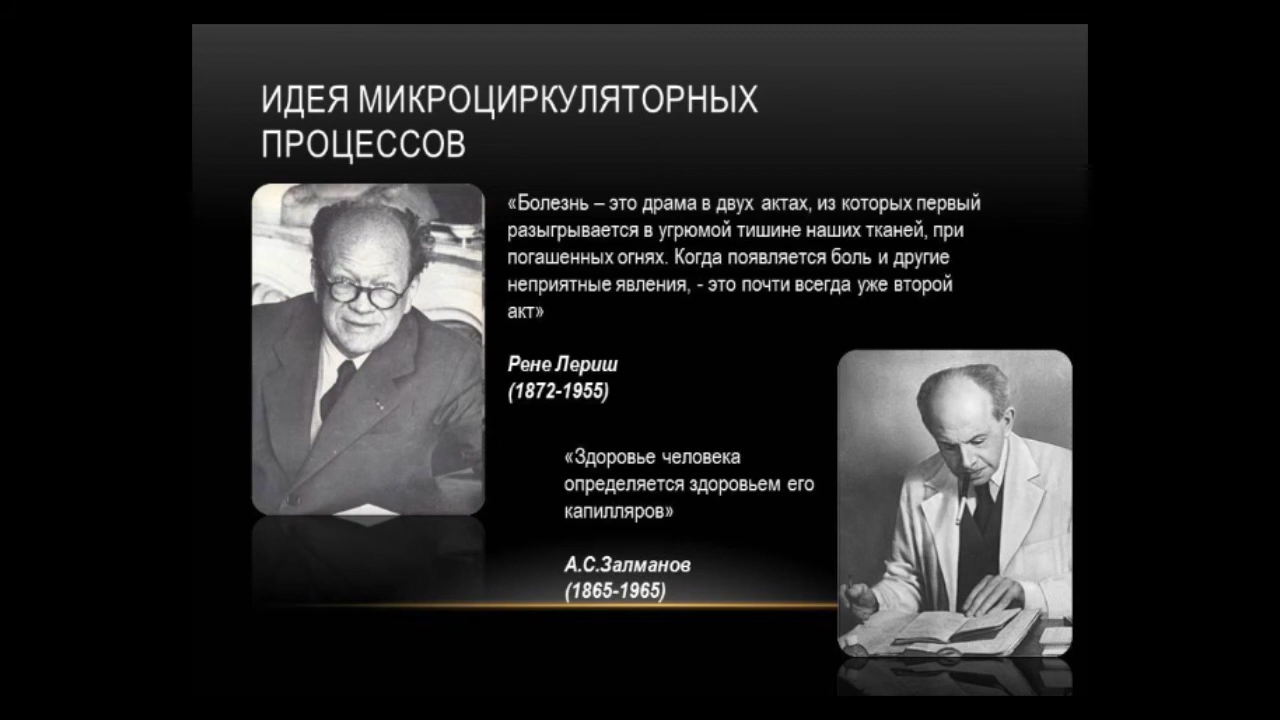 ИДЕЯ МИКРОЦИРКУЛЯТОРНЫХ
ПРОЦЕССОВ
«Болезнь – это драма в двух актах, из которых первый
разыгрывается в угрюмой тишине наших тканей, при
погашенных огнях. Когда появляется боль и другие
неприятные явления, - это почти всегда уже второй
акт»
Рене Лериш
(1872-1955)
«Здоровье человека
определяется здоровьем его
капилляров»
А.С.Залманов
(1865-1965)